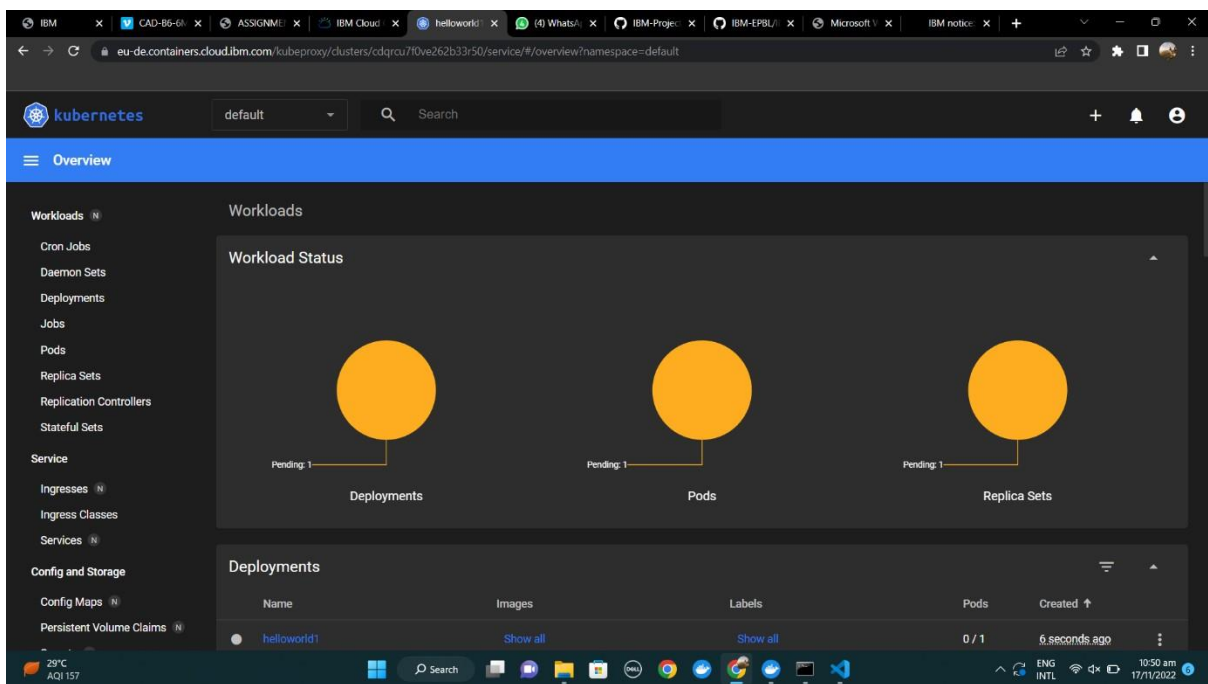 IBM
CAD-B6-6M
ASSIGNME
IBM Cloud
helloworld1
(4) WhatsA
IBM-Projec
IBM-EPBL/I
Microsoft V
IBM notice
eu-de.containers.cloud.ibm.com/kubeproxy/clusters/cdqrcu7f0ve262b33r50/service/#/overview?namespace=default
kubernetes
default
Search
Overview
Workloads N
Cron Jobs
Daemon Sets
Deployments
Jobs
Pods
Replica Sets
Replication Controllers
Stateful Sets
Service
Ingresses N
Ingress Classes
Services N
Config and Storage
Config Maps N
Persistent Volume Claims N
Workloads
Workload Status
Pending: 1
Deployments
Pending: 1
Pods
Pending: 1
Replica Sets
Deployments
Name Images Labels Pods Created
helloworld1 Show all Show all 0 / 1 6 seconds ago
29°C
AQI 157
Search
DELL
ENG
INTL
10:50 am
17/11/2022
6